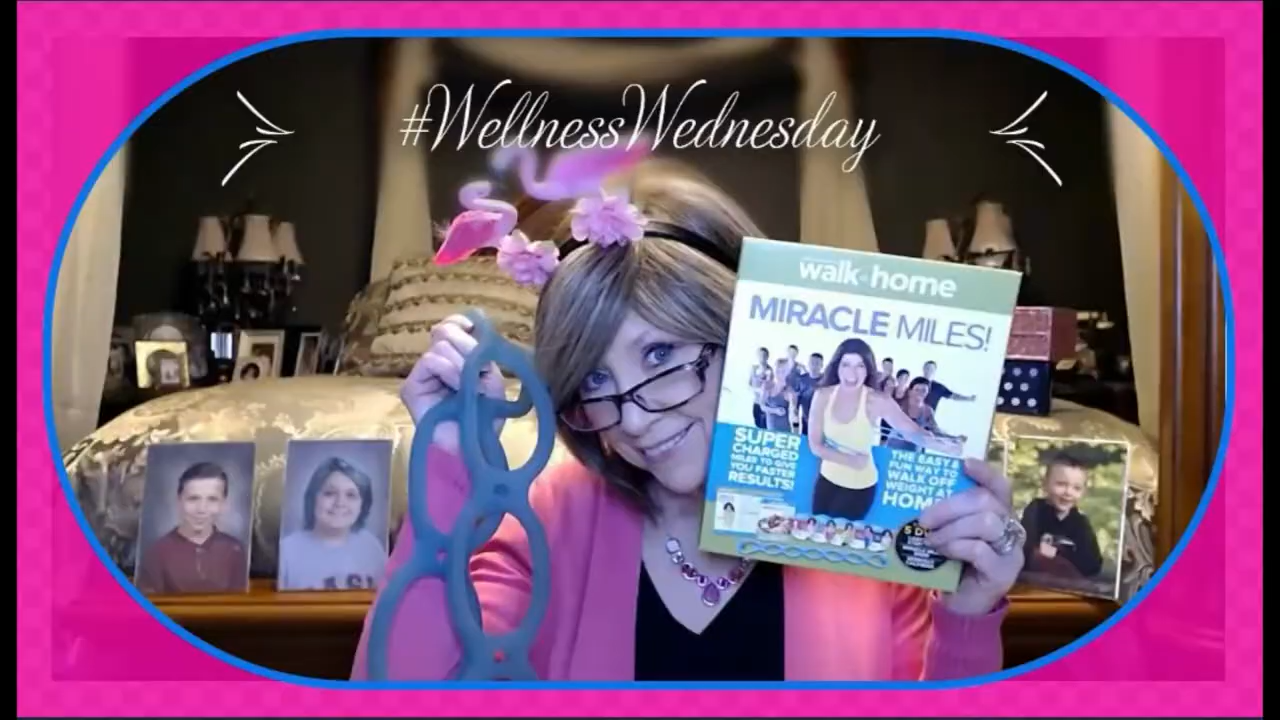 #WellnessWednesday
walk at home
MIRACLE MILES!
SUPER
CHARGED
MILES TO GIVE
YOU FASTER
RESULTS!
THE EASY &
FUN WAY TO
WALK OFF
WEIGHT AT
HOME